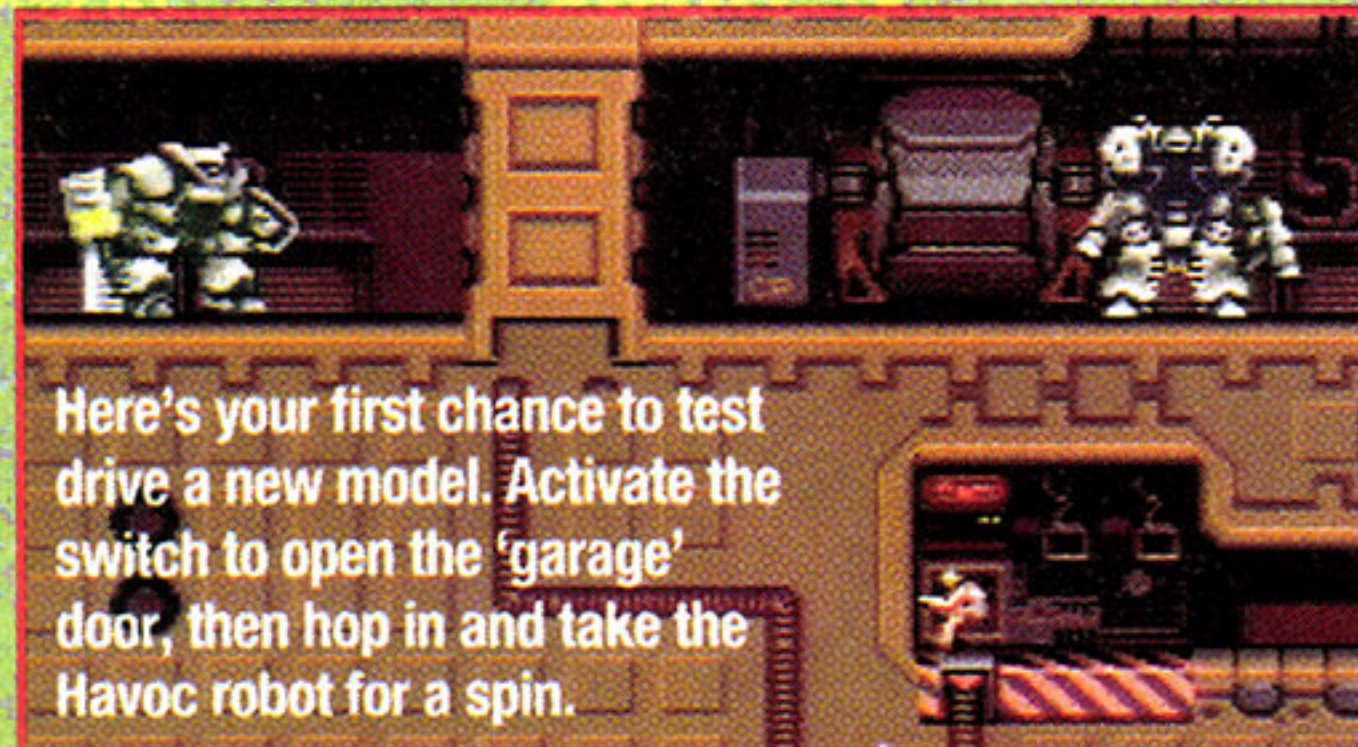 Here's your first chance to test
drive a new model. Activate the
switch to open the 'garage'
door, then hop in and take the
Havoc robot for a spin.